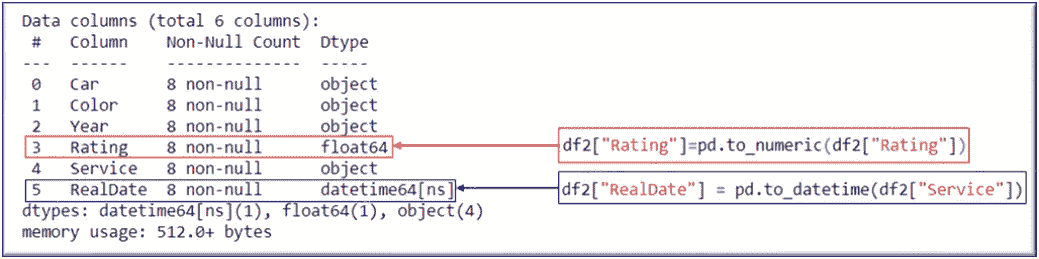 Data columns (total 6 columns):
#   Column    Non-Null Count  Dtype
---  ------    --------------  -----
0   Car       8 non-null      object
1   Color     8 non-null      object
2   Year      8 non-null      object
3   Rating    8 non-null      float64    df2["Rating"]=pd.to_numeric(df2["Rating"])
4   Service   8 non-null      object
5   RealDate  8 non-null      datetime64[ns]    df2["RealDate"] = pd.to_datetime(df2["Service"])
dtypes: datetime64[ns](1), float64(1), object(4)
memory usage: 512.0+ bytes